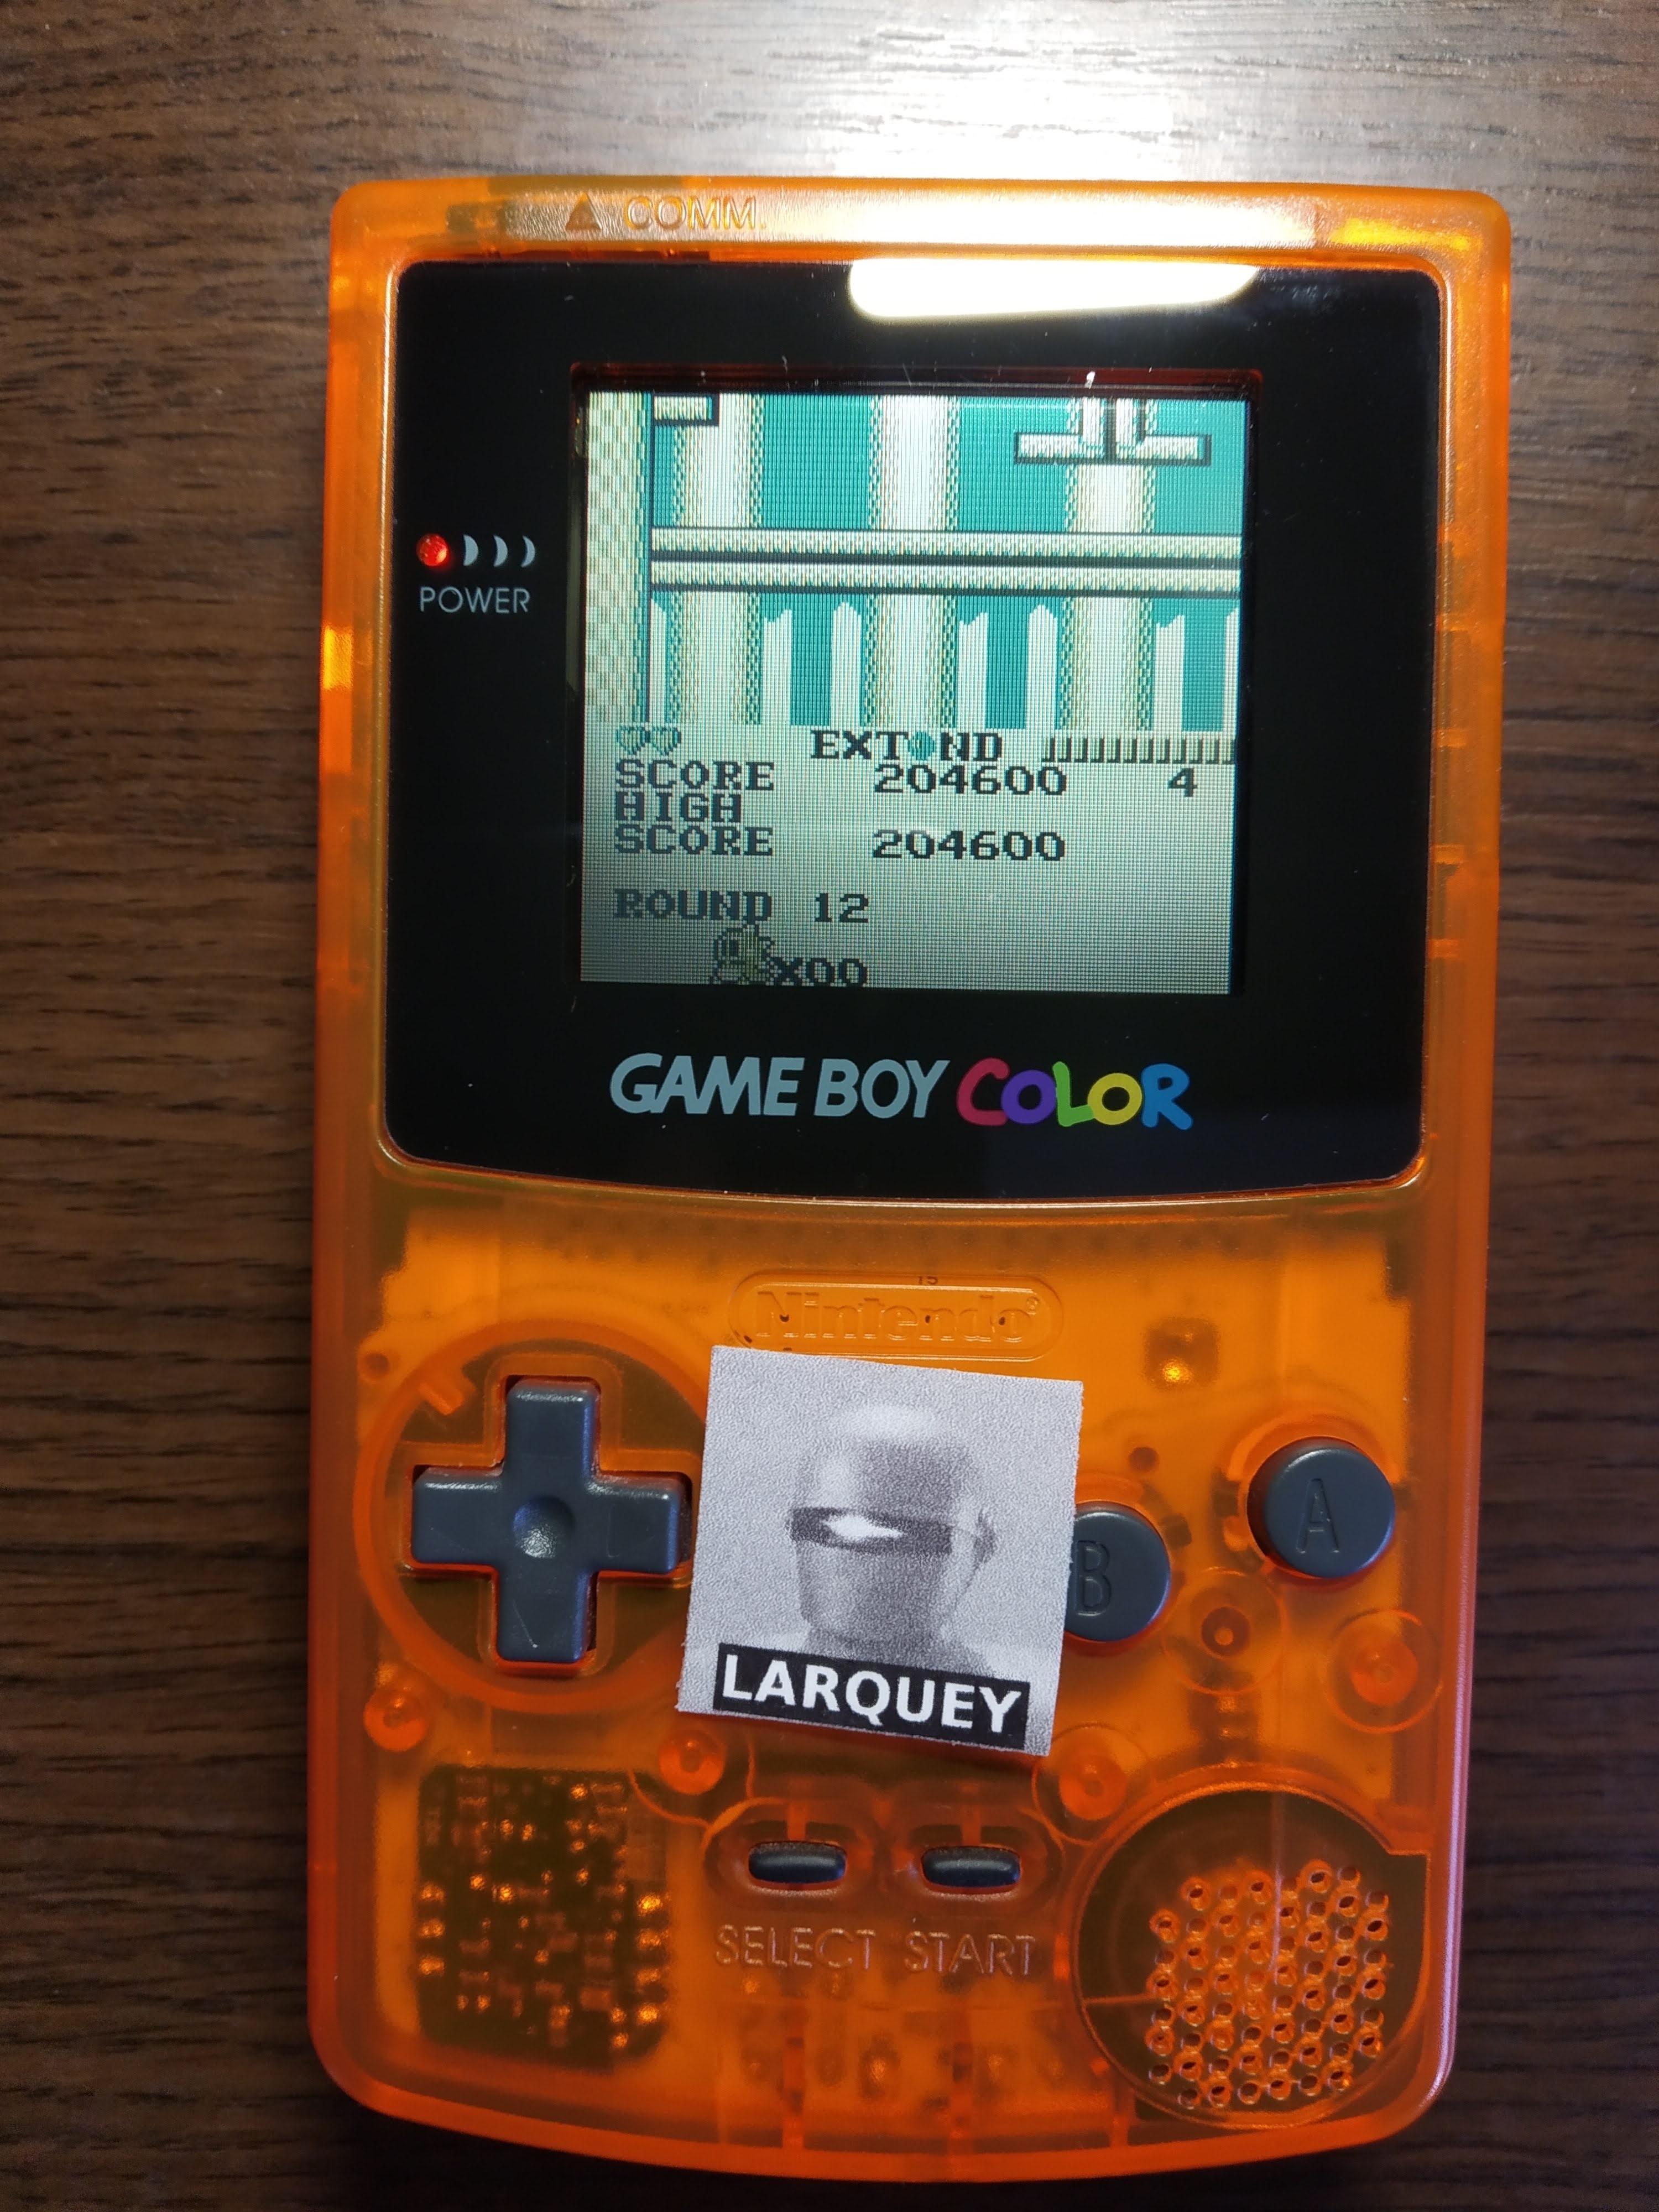 COMM.
POWER
EXT ND
SCORE 204600 4
HIGH
SCORE 204600
ROUND 12
X00
GAME BOY COLOR
Nintendo®
B
A
LARQUEY
SELECT START